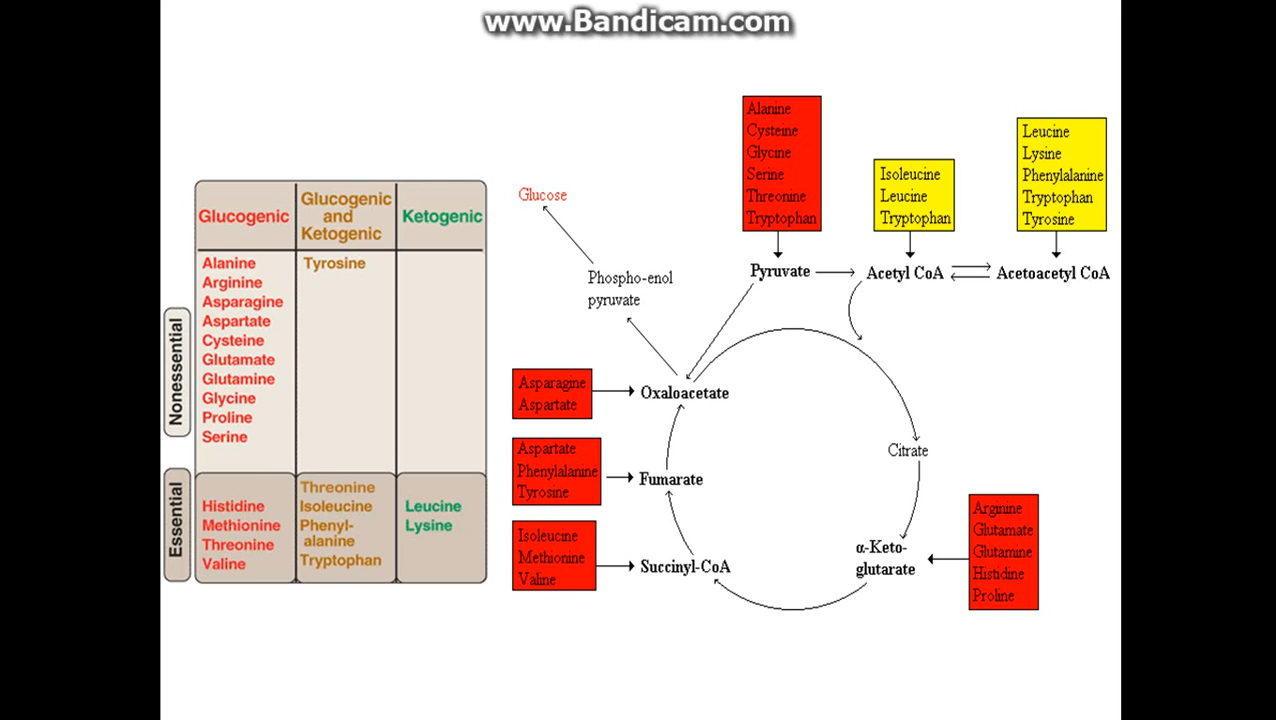 www.Bandicam.com
Glucogenic
Glucogenic
and
Ketogenic
Ketogenic
Nonessential
Alanine
Arginine
Asparagine
Aspartate
Cysteine
Glutamate
Glutamine
Glycine
Proline
Serine
Tyrosine
Essential
Histidine
Methionine
Threonine
Valine
Threonine
Isoleucine
Phenyl-
alanine
Tryptophan
Leucine
Lysine
Glucose
Phospho-enol
pyruvate
Alanine
Cysteine
Glycine
Serine
Threonine
Tryptophan
Isoleucine
Leucine
Tryptophan
Leucine
Lysine
Phenylalanine
Tryptophan
Tyrosine
Pyruvate
Acetyl CoA
Acetoacetyl CoA
Asparagine
Aspartate
Oxaloacetate
Aspartate
Phenylalanine
Tyrosine
Fumarate
Isoleucine
Methionine
Valine
Succinyl-CoA
Citrate
α-Keto-
glutarate
Arginine
Glutamate
Glutamine
Histidine
Proline